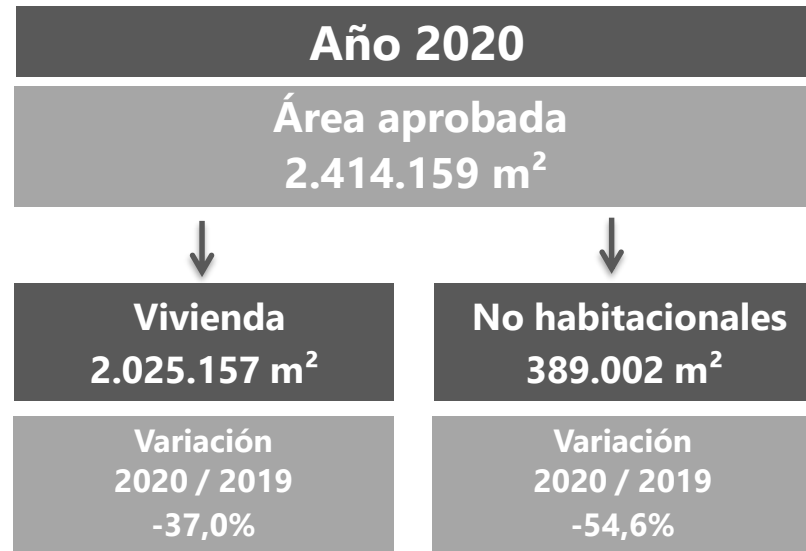 Año 2020
Área aprobada
2.414.159 m²
Vivienda
2.025.157 m²
No habitacionales
389.002 m²
Variación
2020 / 2019
-37,0%
Variación
2020 / 2019
-54,6%